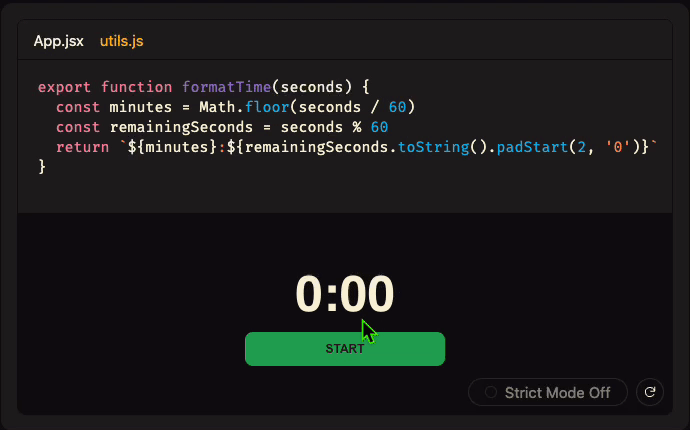 App.jsx utils.js
export function formatTime(seconds) {
  const minutes = Math.floor(seconds / 60)
  const remainingSeconds = seconds % 60
  return `${minutes}:${remainingSeconds.toString().padStart(2, '0')}`
}
0:00
START
Strict Mode Off